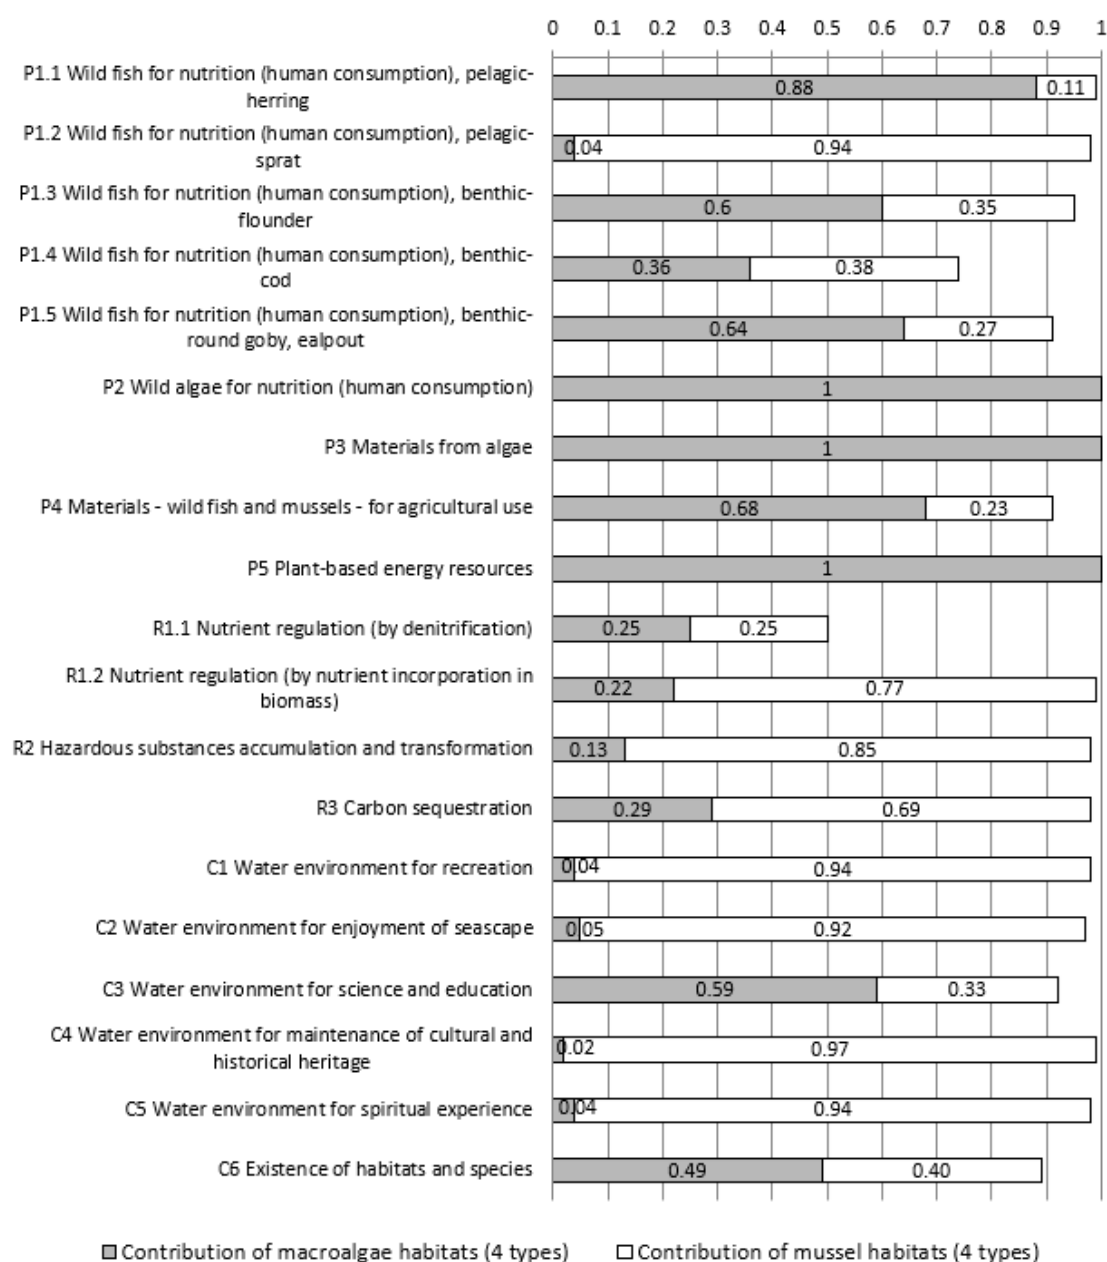 0 0.1 0.2 0.3 0.4 0.5 0.6 0.7 0.8 0.9 1
P1.1 Wild fish for nutrition (human consumption), pelagic-
herring
0.88 0.11
P1.2 Wild fish for nutrition (human consumption), pelagic-
sprat
0.04 0.94
P1.3 Wild fish for nutrition (human consumption), benthic-
flounder
0.6 0.35
P1.4 Wild fish for nutrition (human consumption), benthic-
cod
0.36 0.38
P1.5 Wild fish for nutrition (human consumption), benthic-
round goby, ealpout
0.64 0.27
P2 Wild algae for nutrition (human consumption) 1
P3 Materials from algae 1
P4 Materials - wild fish and mussels - for agricultural use 0.68 0.23
P5 Plant-based energy resources 1
R1.1 Nutrient regulation (by denitrification) 0.25 0.25
R1.2 Nutrient regulation (by nutrient incorporation in
biomass)
0.22 0.77
R2 Hazardous substances accumulation and transformation 0.13 0.85
R3 Carbon sequestration 0.29 0.69
C1 Water environment for recreation 0.04 0.94
C2 Water environment for enjoyment of seascape 0.05 0.92
C3 Water environment for science and education 0.59 0.33
C4 Water environment for maintenance of cultural and
historical heritage
0.02 0.97
C5 Water environment for spiritual experience 0.04 0.94
C6 Existence of habitats and species 0.49 0.40
Contribution of macroalgae habitats (4 types) Contribution of mussel habitats (4 types)